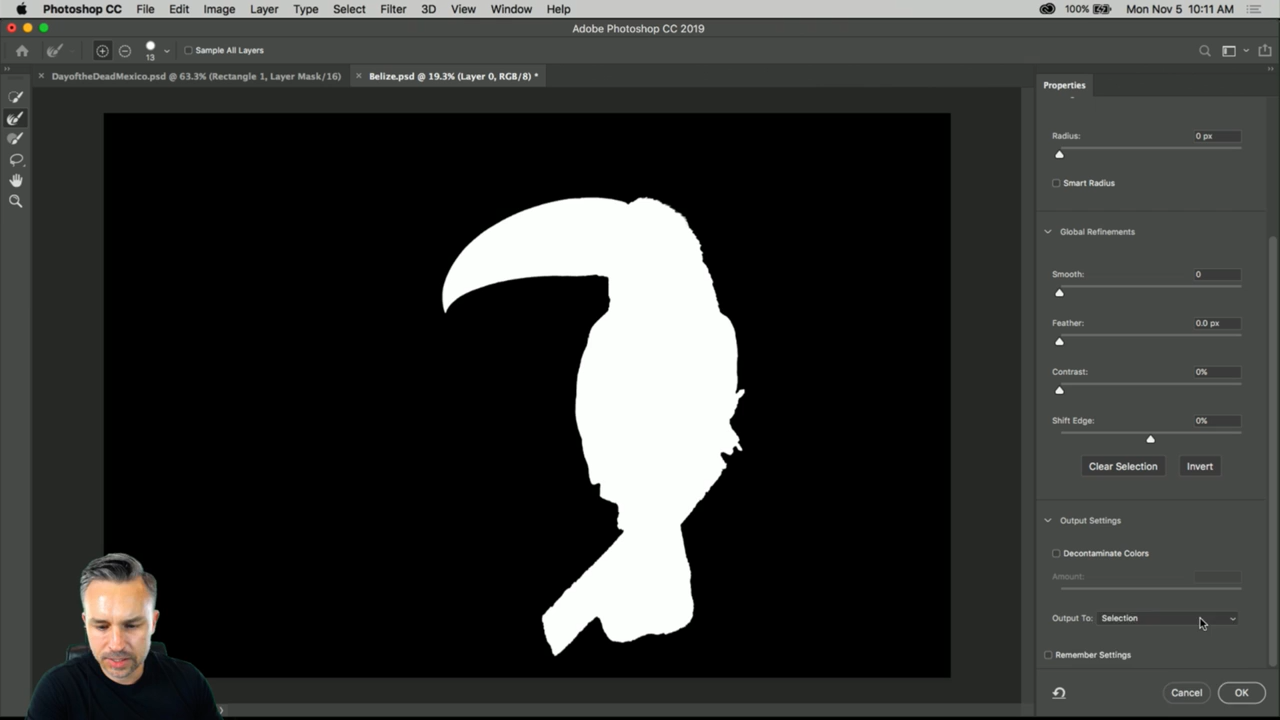 Photoshop CC File Edit Image Layer Type Select Filter 3D View Window Help 100% Mon Nov 5 10:11 AM
Adobe Photoshop CC 2019
13 Sample All Layers
DayoftheDeadMexico.psd @ 63.3% (Rectangle 1, Layer Mask/16) Belize.psd @ 19.3% (Layer 0, RGB/8) *
Properties
Radius: 0 px
Smart Radius
Global Refinements
Smooth: 0
Feather: 0.0 px
Contrast: 0%
Shift Edge: 0%
Clear Selection Invert
Output Settings
Decontaminate Colors
Amount:
Output To: Selection
Remember Settings
Cancel OK